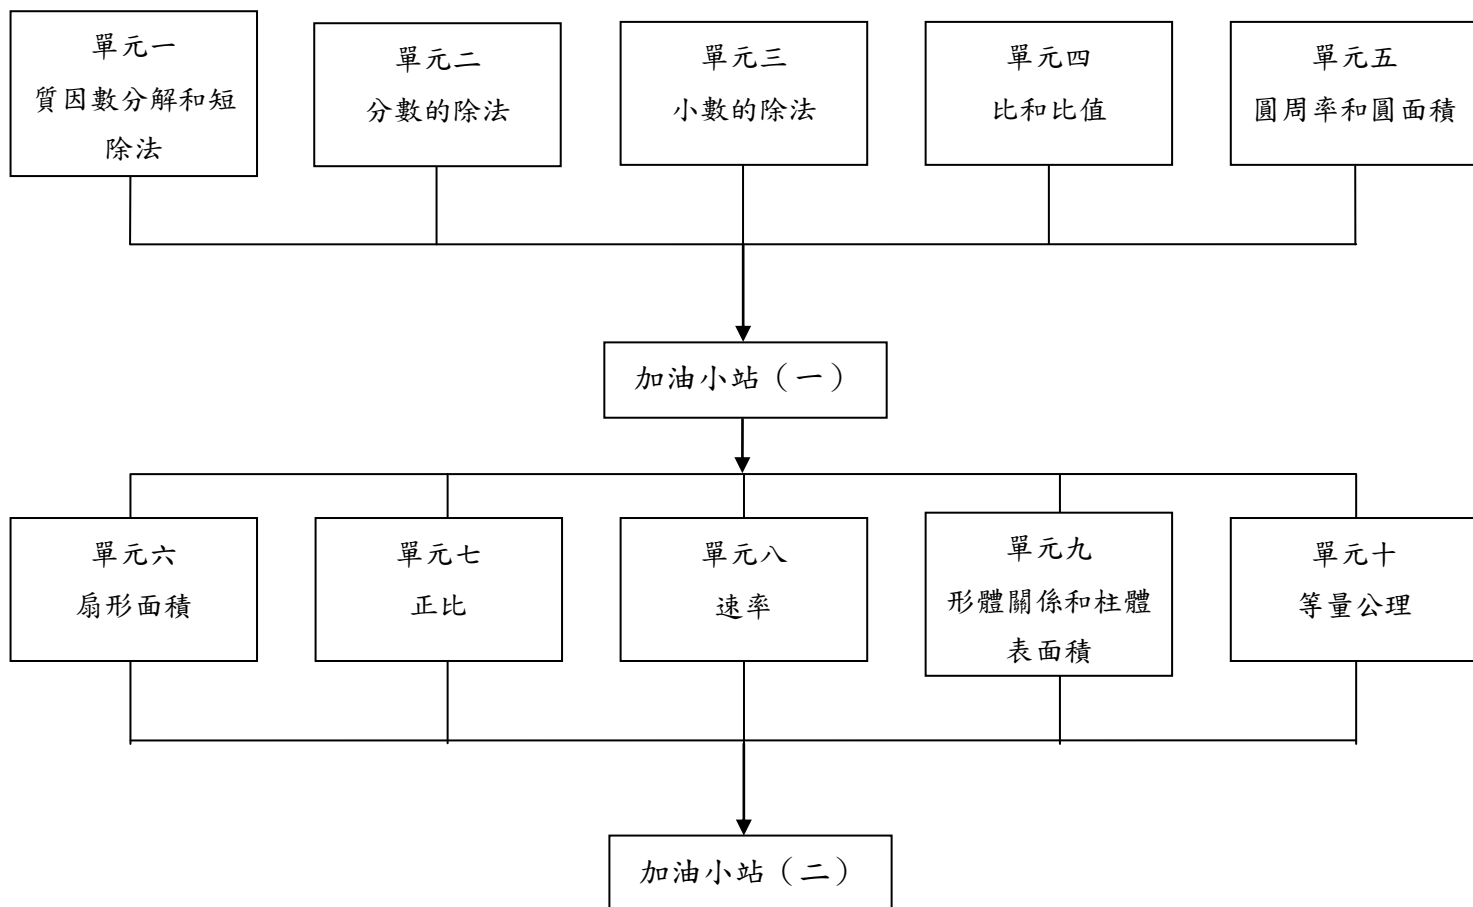 單元一
質因數分解和短
除法
單元二
分數的除法
單元三
小數的除法
單元四
比和比值
單元五
圓周率和圓面積
加油小站（一）
單元六
扇形面積
單元七
正比
單元八
速率
單元九
形體關係和柱體
表面積
單元十
等量公理
加油小站（二）